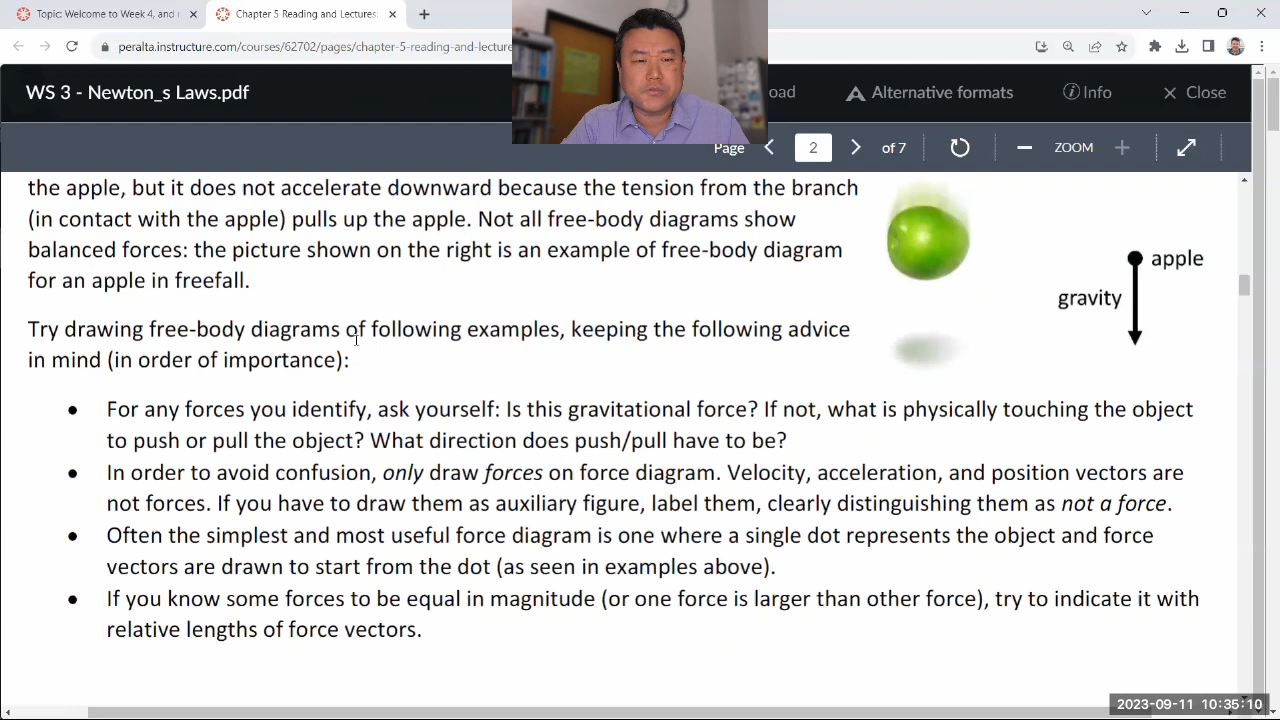 Topic: Welcome to Week 4, and
Chapter 5 Reading and Lectures:
peralta.instructure.com/courses/62702/pages/chapter-5-reading-and-lecture
WS 3 - Newton_s Laws.pdf
Alternative formats
Info
Close
Page
2
of 7
ZOOM
the apple, but it does not accelerate downward because the tension from the branch
(in contact with the apple) pulls up the apple. Not all free-body diagrams show
balanced forces: the picture shown on the right is an example of free-body diagram
for an apple in freefall.
apple
gravity
Try drawing free-body diagrams of following examples, keeping the following advice
in mind (in order of importance):
● For any forces you identify, ask yourself: Is this gravitational force? If not, what is physically touching the object
to push or pull the object? What direction does push/pull have to be?
● In order to avoid confusion, only draw forces on force diagram. Velocity, acceleration, and position vectors are
not forces. If you have to draw them as auxiliary figure, label them, clearly distinguishing them as not a force.
● Often the simplest and most useful force diagram is one where a single dot represents the object and force
vectors are drawn to start from the dot (as seen in examples above).
● If you know some forces to be equal in magnitude (or one force is larger than other force), try to indicate it with
relative lengths of force vectors.
2023-09-11 10:35:10